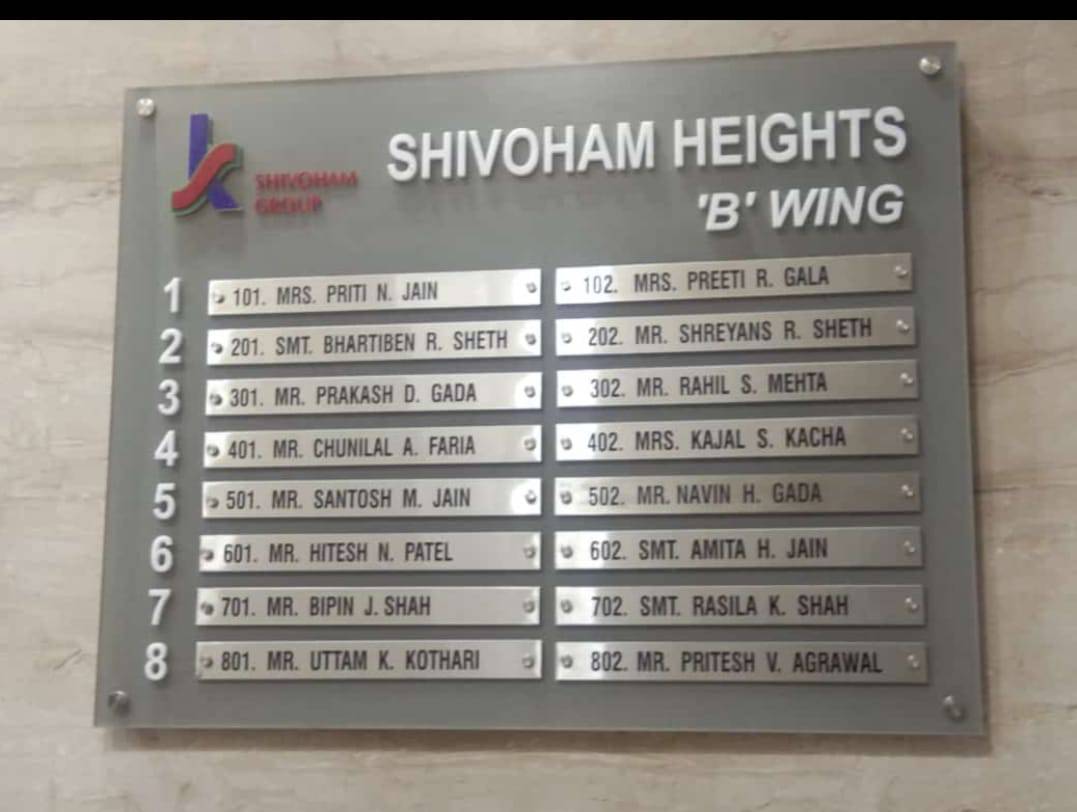 SHIVOHAM HEIGHTS
'B' WING
SHIVOHAM
GROUP
1 101. MRS. PRITI N. JAIN 102. MRS. PREETI R. GALA
2 201. SMT. BHARTIBEN R. SHETH 202. MR. SHREYANS R. SHETH
3 301. MR. PRAKASH D. GADA 302. MR. RAHIL S. MEHTA
4 401. MR. CHUNILAL A. FARIA 402. MRS. KAJAL S. KACHA
5 501. MR. SANTOSH M. JAIN 502. MR. NAVIN H. GADA
6 601. MR. HITESH N. PATEL 602. SMT. AMITA H. JAIN
7 701. MR. BIPIN J. SHAH 702. SMT. RASILA K. SHAH
8 801. MR. UTTAM K. KOTHARI 802. MR. PRITESH V. AGRAWAL